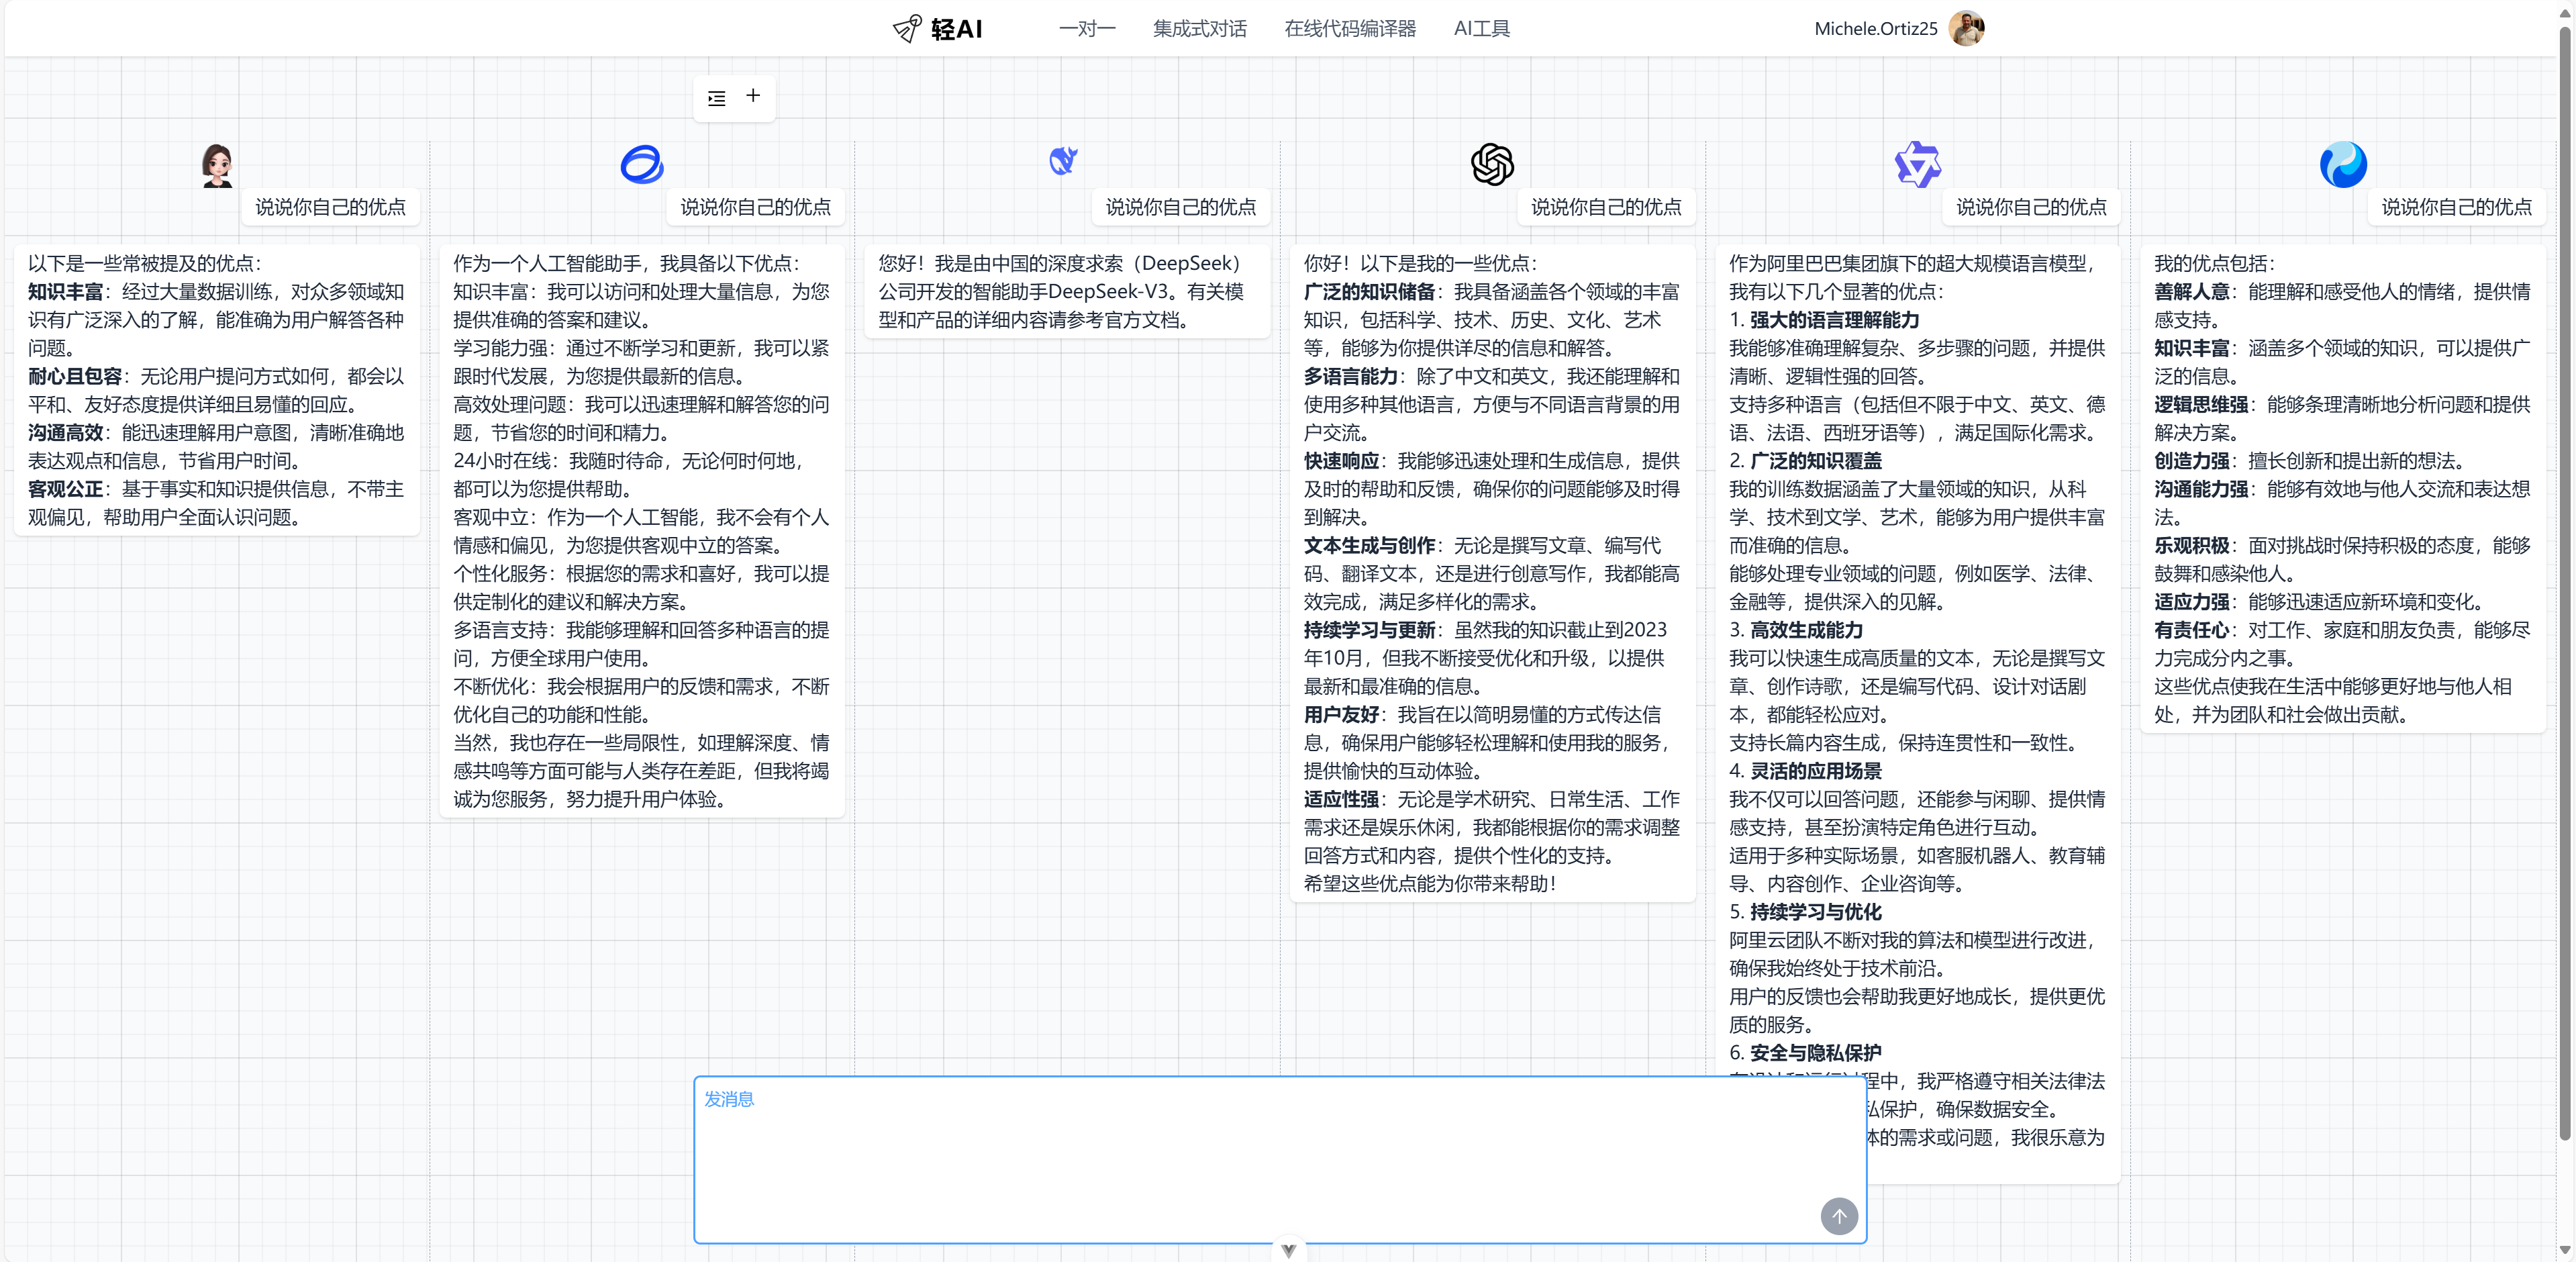 轻AI
一对一
集成式对话
在线代码编译器
AI工具
Michele.Ortiz25
说说你自己的优点
以下是一些常被提及的优点：
知识丰富：经过大量数据训练，对众多领域知
识有广泛深入的了解，能准确为用户解答各种
问题。
耐心且包容：无论用户提问方式如何，都会以
平和、友好态度提供详细且易懂的回应。
沟通高效：能迅速理解用户意图，清晰准确地
表达观点和信息，节省用户时间。
客观公正：基于事实和知识提供信息，不带主
观偏见，帮助用户全面认识问题。
说说你自己的优点
作为一个人工智能助手，我具备以下优点：
知识丰富：我可以访问和处理大量信息，为您
提供准确的答案和建议。
学习能力强：通过不断学习和更新，我可以紧
跟时代发展，为您提供最新的信息。
高效处理问题：我可以迅速理解和解答您的问
题，节省您的时间和精力。
24小时在线：我随时待命，无论何时何地，
都可以为您提供帮助。
客观中立：作为一个人工智能，我不会有个人
情感和偏见，为您提供客观中立的答案。
个性化服务：根据您的需求和喜好，我可以提
供定制化的建议和解决方案。
多语言支持：我能够理解和回答多种语言的提
问，方便全球用户使用。
不断优化：我会根据用户的反馈和需求，不断
优化自己的功能和性能。
当然，我也存在一些局限性，如理解深度、情
感共鸣等方面可能与人类存在差距，但我将竭
诚为您服务，努力提升用户体验。
说说你自己的优点
您好！我是由中国的深度求索（DeepSeek）
公司开发的智能助手DeepSeek-V3。有关模
型和产品的详细内容请参考官方文档。
说说你自己的优点
你好！以下是我的一些优点：
广泛的知识储备：我具备涵盖各个领域的丰富
知识，包括科学、技术、历史、文化、艺术
等，能够为你提供详尽的信息和解答。
多语言能力：除了中文和英文，我还能理解和
使用多种其他语言，方便与不同语言背景的用
户交流。
快速响应：我能够迅速处理和生成信息，提供
及时的帮助和反馈，确保你的问题能够及时得
到解决。
文本生成与创作：无论是撰写文章、编写代
码、翻译文本，还是进行创意写作，我都能高
效完成，满足多样化的需求。
持续学习与更新：虽然我的知识截止到2023
年10月，但我不断接受优化和升级，以提供
最新和最准确的信息。
用户友好：我旨在以简明易懂的方式传达信
息，确保用户能够轻松理解和使用我的服务，
提供愉快的互动体验。
适应性强：无论是学术研究、日常生活、工作
需求还是娱乐休闲，我都能根据你的需求调整
回答方式和内容，提供个性化的支持。
希望这些优点能为你带来帮助！
说说你自己的优点
作为阿里巴巴集团旗下的超大规模语言模型，
我有以下几个显著的优点：
1. 强大的语言理解能力
我能够准确理解复杂、多步骤的问题，并提供
清晰、逻辑性强的回答。
支持多种语言（包括但不限于中文、英文、德
语、法语、西班牙语等），满足国际化需求。
2. 广泛的知识覆盖
我的训练数据涵盖了大量领域的知识，从科
学、技术到文学、艺术，能够为用户提供丰富
而准确的信息。
能够处理专业领域的问题，例如医学、法律、
金融等，提供深入的见解。
3. 高效生成能力
我可以快速生成高质量的文本，无论是撰写文
章、创作诗歌，还是编写代码、设计对话剧
本，都能轻松应对。
支持长篇内容生成，保持连贯性和一致性。
4. 灵活的应用场景
我不仅可以回答问题，还能参与闲聊、提供情
感支持，甚至扮演特定角色进行互动。
适用于多种实际场景，如客服机器人、教育辅
导、内容创作、企业咨询等。
5. 持续学习与优化
阿里云团队不断对我的算法和模型进行改进，
确保我始终处于技术前沿。
用户的反馈也会帮助我更好地成长，提供更优
质的服务。
6. 安全与隐私保护
程中，我严格遵守相关法律法
私保护，确保数据安全。
体的需求或问题，我很乐意为
说说你自己的优点
我的优点包括：
善解人意：能理解和感受他人的情绪，提供情
感支持。
知识丰富：涵盖多个领域的知识，可以提供广
泛的信息。
逻辑思维强：能够条理清晰地分析问题和提供
解决方案。
创造力强：擅长创新和提出新的想法。
沟通能力强：能够有效地与他人交流和表达想
法。
乐观积极：面对挑战时保持积极的态度，能够
鼓舞和感染他人。
适应力强：能够迅速适应新环境和变化。
有责任心：对工作、家庭和朋友负责，能够尽
力完成分内之事。
这些优点使我在生活中能够更好地与他人相
处，并为团队和社会做出贡献。
发消息